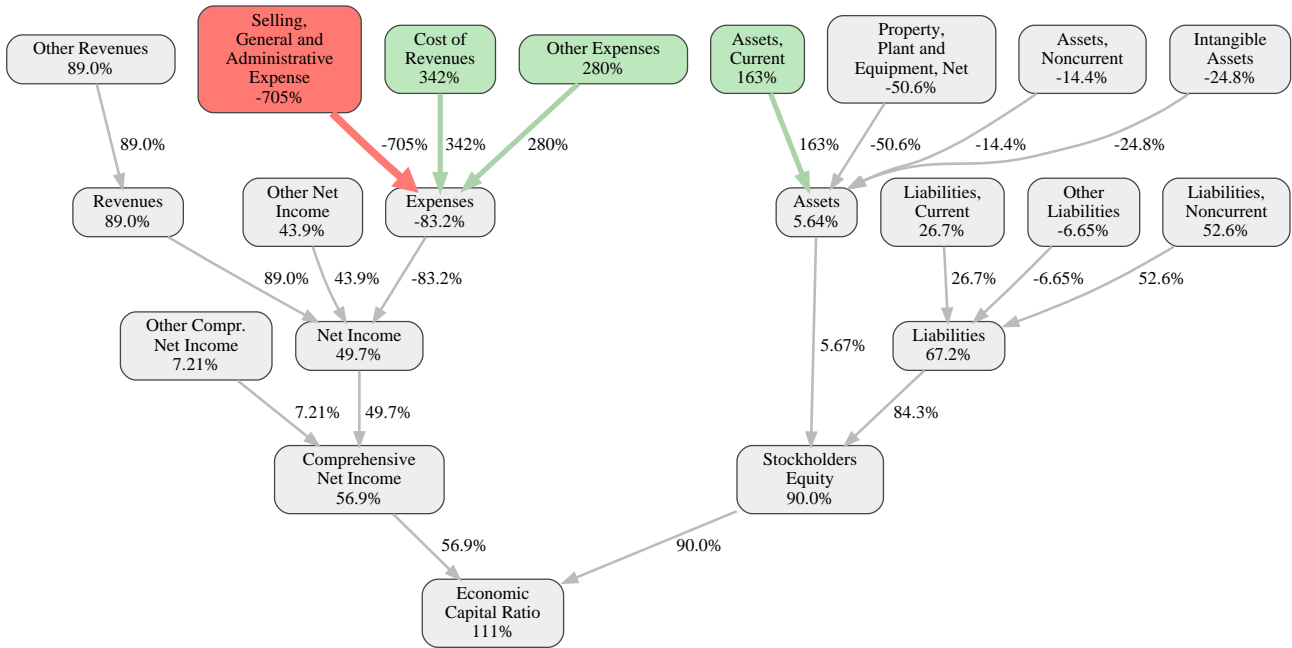 Other Revenues
89.0%
Selling,
General and
Administrative
Expense
-705%
Cost of
Revenues
342%
Other Expenses
280%
Assets,
Current
163%
Property,
Plant and
Equipment, Net
-50.6%
Assets,
Noncurrent
-14.4%
Intangible
Assets
-24.8%
89.0%
-705%
342%
280%
163%
-50.6%
-14.4%
-24.8%
Revenues
89.0%
Other Net
Income
43.9%
Expenses
-83.2%
Assets
5.64%
Liabilities,
Current
26.7%
Other
Liabilities
-6.65%
Liabilities,
Noncurrent
52.6%
89.0%
43.9%
-83.2%
26.7%
-6.65%
52.6%
Other Compr.
Net Income
7.21%
Net Income
49.7%
5.67%
Liabilities
67.2%
7.21%
49.7%
84.3%
Comprehensive
Net Income
56.9%
Stockholders
Equity
90.0%
56.9%
90.0%
Economic
Capital Ratio
111%